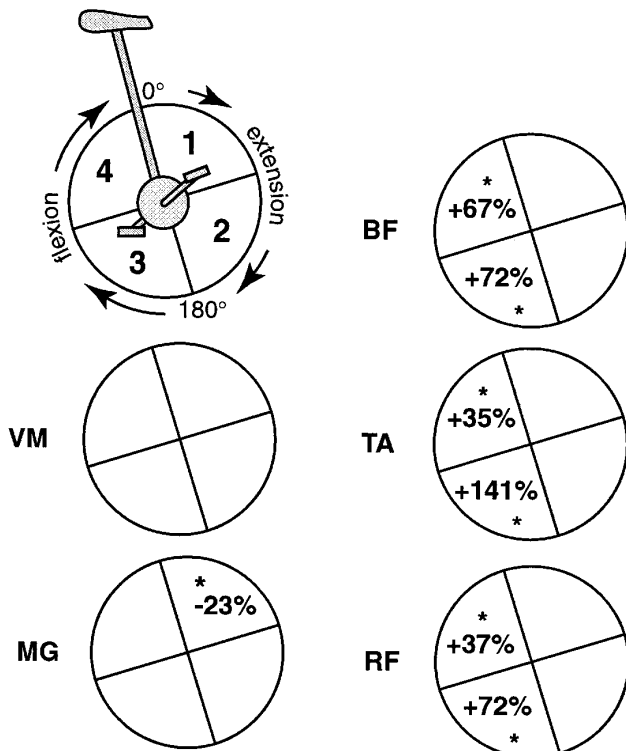 0°
1
extension
4
flexion
2
3
180°
BF
*
+67%
+72%
*
VM
TA
*
+35%
+141%
*
MG
*
-23%
RF
*
+37%
+72%
*